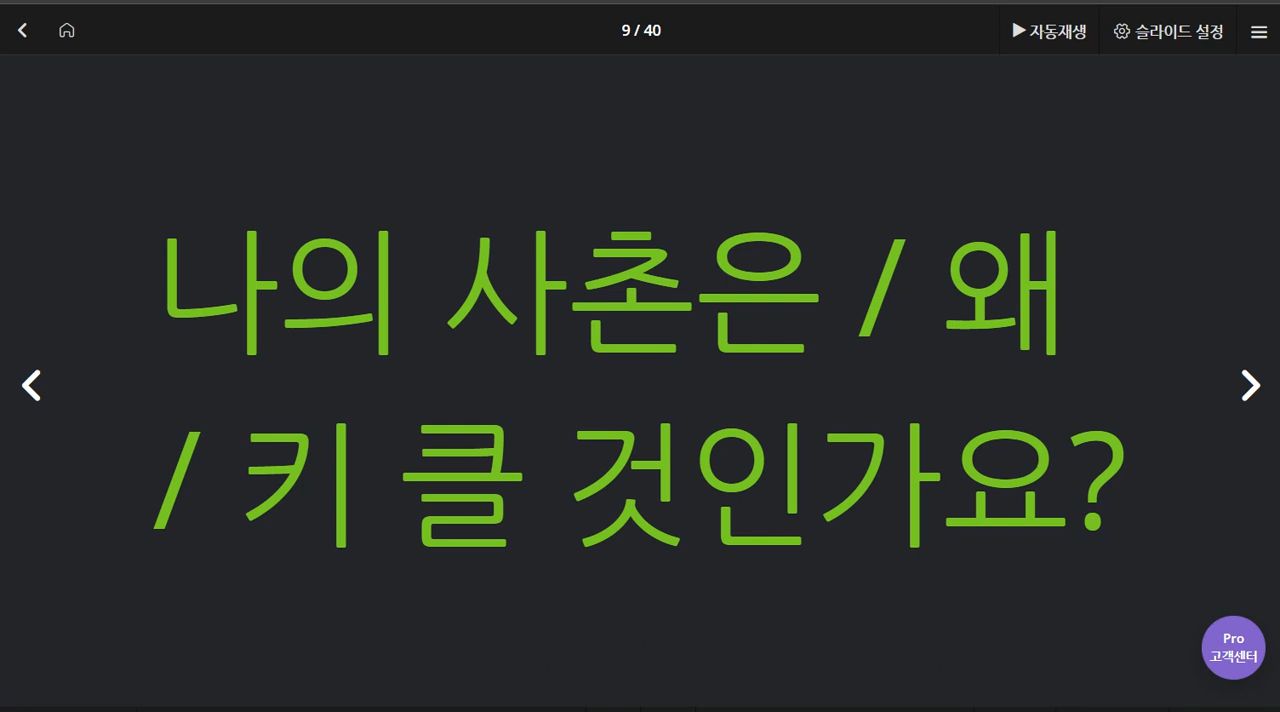 9 / 40
▶ 자동재생
슬라이드 설정
나의 사촌은 / 왜
/ 키 클 것인가요?
Pro
고객센터